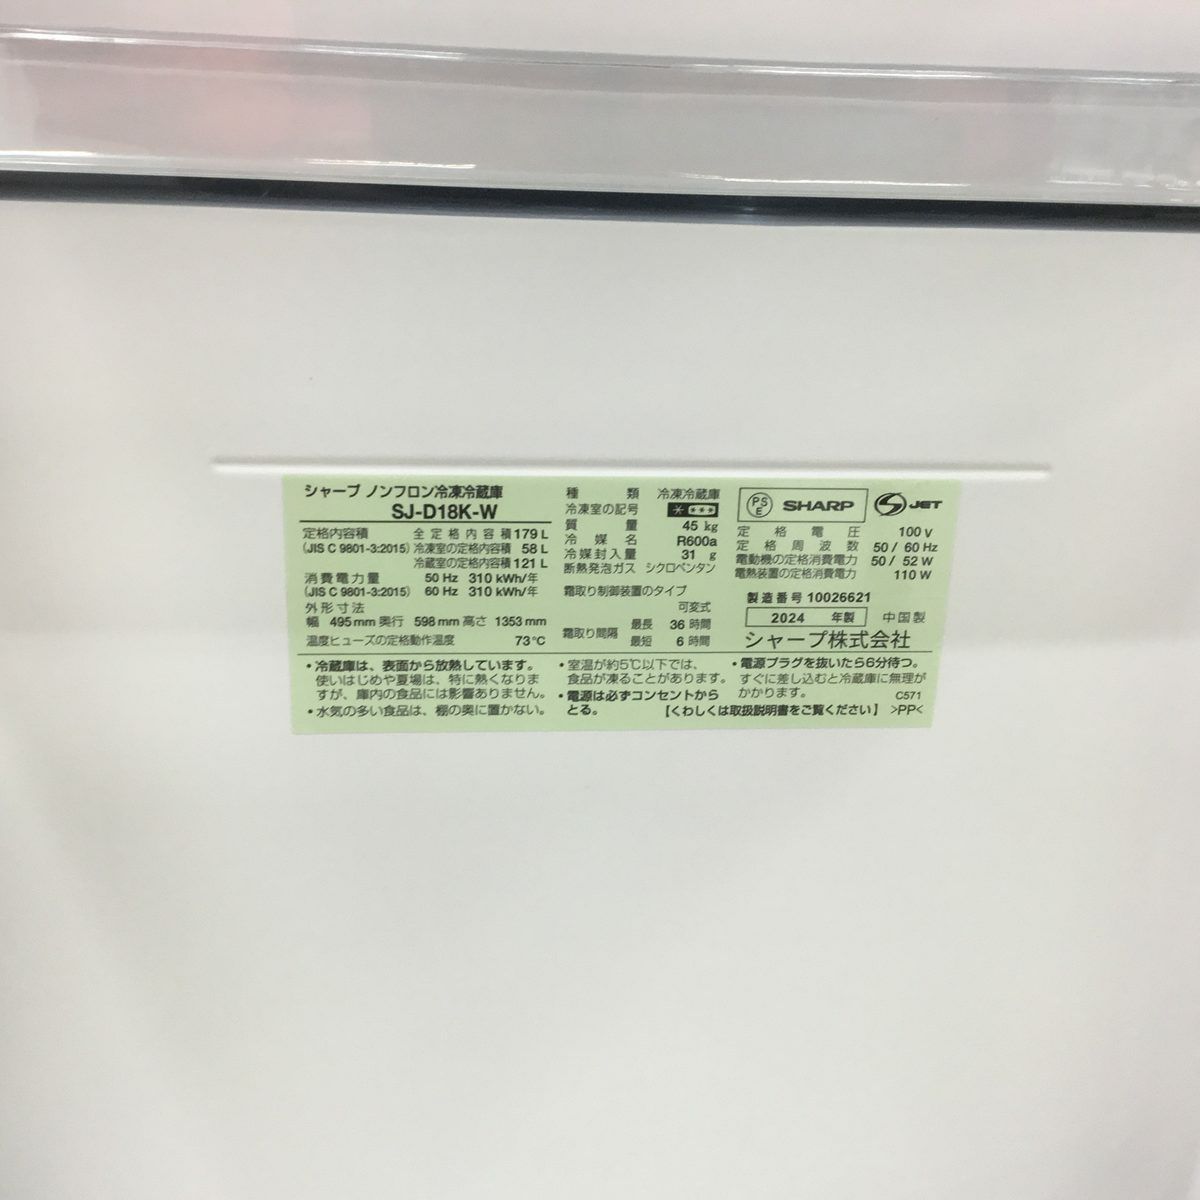 シャープ ノンフロン冷凍冷蔵庫
SJ-D18K-W
定格内容積 全定格内容積 179 L
(JIS C 9801-3:2015) 冷凍室の定格内容積 58 L
冷蔵室の定格内容積 121 L
消費電力量 50 Hz 310 kWh/年
(JIS C 9801-3:2015) 60 Hz 310 kWh/年
外形寸法
幅 495 mm 奥行 598 mm 高さ 1353 mm
温度ヒューズの定格動作温度 73℃
種類 冷凍冷蔵庫
冷凍室の記号
質量 45 kg
冷媒名 R600a
冷媒封入量 31 g
断熱発泡ガス シクロペンタン
霜取り制御装置のタイプ
可変式
霜取り間隔 最長 36 時間
最短 6 時間
PS
E
SHARP
S JET
定格電圧 100 V
定格周波数 50 / 60 Hz
電動機の定格消費電力 50 / 52 W
電熱装置の定格消費電力 110 W
製造番号 10026621
2024 年製 中国製
シャープ株式会社
・冷蔵庫は、表面から放熱しています。
使いはじめや夏場は、特に熱くなりま
すが、庫内の食品には影響ありません。
・水気の多い食品は、棚の奥に置かない。
・室温が約5℃以下では、
食品が凍ることがあります。
・電源は必ずコンセントから
とる。
・電源プラグを抜いたら6分待つ。
すぐに差し込むと冷蔵庫に無理が
かかります。 C571
【くわしくは取扱説明書をご覧ください】 >PP<